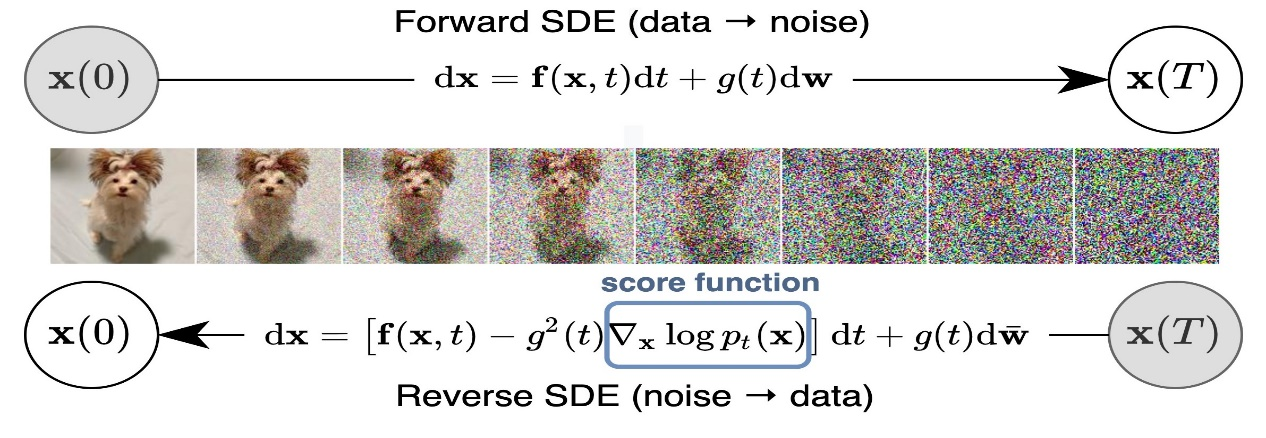 Forward SDE (data → noise)
x(0) dx = f(x, t)dt + g(t)dw x(T)
score function
x(0) dx = [f(x, t) − g²(t)∇ₓ log pₜ(x)] dt + g(t)dw̄ x(T)
Reverse SDE (noise → data)